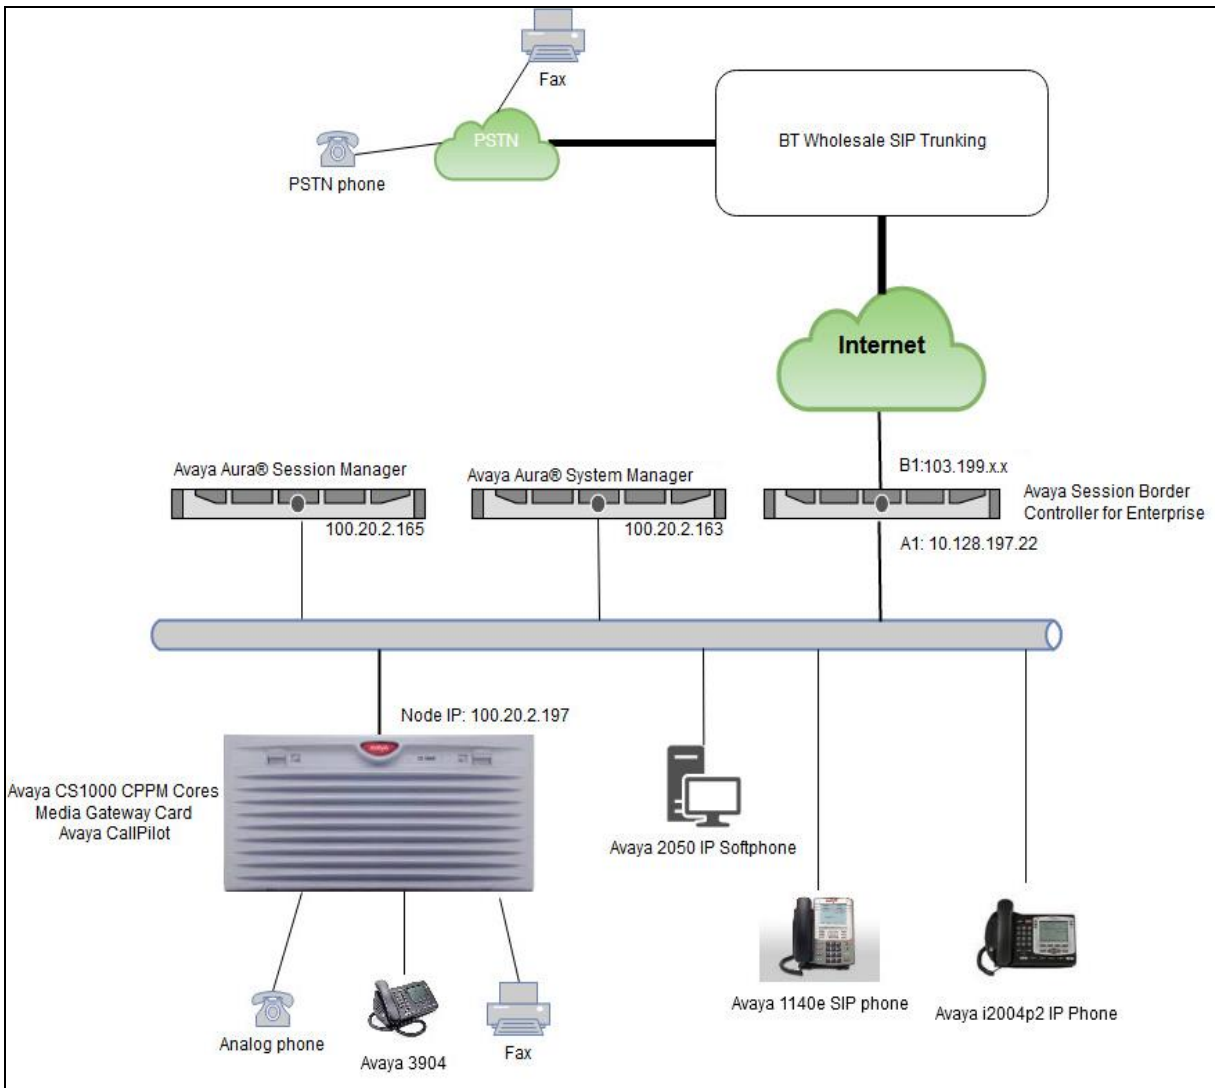 Fax
PSTN
PSTN phone
BT Wholesale SIP Trunking
Internet
B1:103.199.x.x
Avaya Aura® Session Manager
Avaya Aura® System Manager
Avaya Session Border
Controller for Enterprise
100.20.2.165
100.20.2.163
A1: 10.128.197.22
Node IP: 100.20.2.197
Avaya CS1000 CPPM Cores
Media Gateway Card
Avaya CallPilot
AVAYA
Avaya 2050 IP Softphone
Analog phone
Avaya 3904
Fax
Avaya 1140e SIP phone
Avaya i2004p2 IP Phone